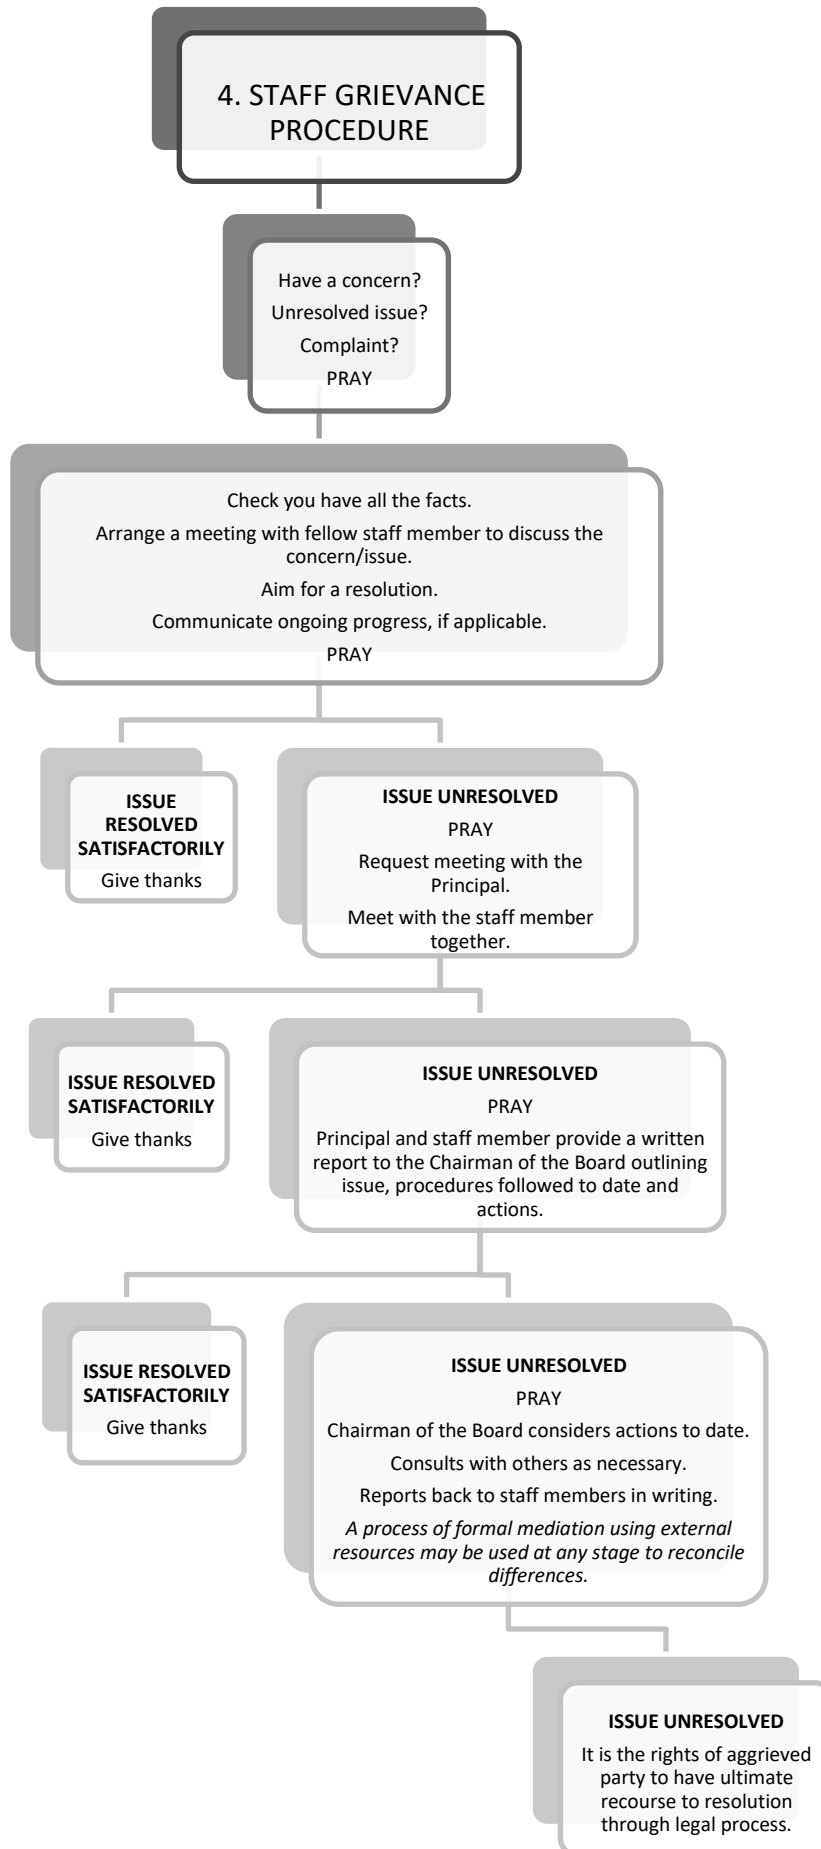 4. STAFF GRIEVANCE
PROCEDURE
Have a concern?
Unresolved issue?
Complaint?
PRAY
Check you have all the facts.
Arrange a meeting with fellow staff member to discuss the
concern/issue.
Aim for a resolution.
Communicate ongoing progress, if applicable.
PRAY
ISSUE
RESOLVED
SATISFACTORILY
Give thanks
ISSUE UNRESOLVED
PRAY
Request meeting with the
Principal.
Meet with the staff member
together.
ISSUE RESOLVED
SATISFACTORILY
Give thanks
ISSUE UNRESOLVED
PRAY
Principal and staff member provide a written
report to the Chairman of the Board outlining
issue, procedures followed to date and
actions.
ISSUE RESOLVED
SATISFACTORILY
Give thanks
ISSUE UNRESOLVED
PRAY
Chairman of the Board considers actions to date.
Consults with others as necessary.
Reports back to staff members in writing.
A process of formal mediation using external
resources may be used at any stage to reconcile
differences.
ISSUE UNRESOLVED
It is the rights of aggrieved
party to have ultimate
recourse to resolution
through legal process.